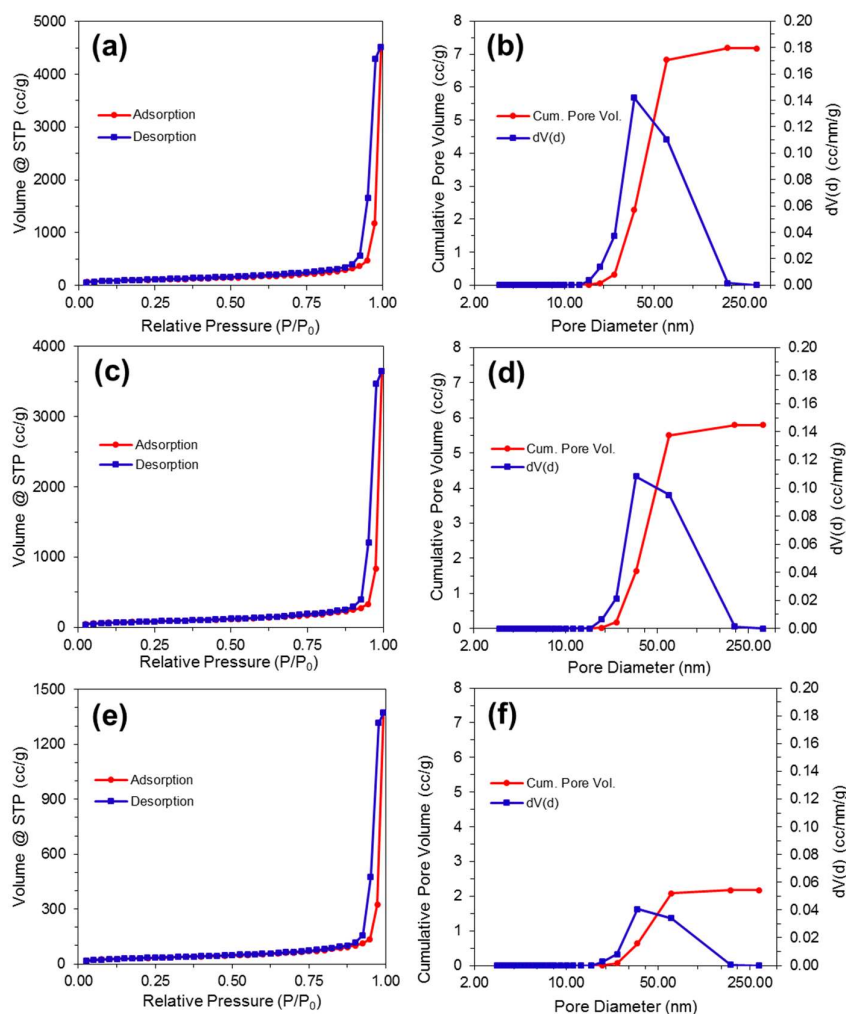 (a)
Volume @ STP (cc/g)
5000
4000
3000
2000
1000
0
Adsorption
Desorption
0.00 0.25 0.50 0.75 1.00
Relative Pressure (P/P0)
(b)
Cumulative Pore Volume (cc/g)
8
7
6
5
4
3
2
1
0
Cum. Pore Vol.
dV(d)
0.20
0.18
0.16
0.14
0.12
0.10
0.08
0.06
0.04
0.02
0.00
dV(d) (cc/nm/g)
2.00 10.00 50.00 250.00
Pore Diameter (nm)
(c)
Volume @ STP (cc/g)
4000
3000
2000
1000
0
Adsorption
Desorption
0.00 0.25 0.50 0.75 1.00
Relative Pressure (P/P0)
(d)
Cumulative Pore Volume (cc/g)
8
7
6
5
4
3
2
1
0
Cum. Pore Vol.
dV(d)
0.20
0.18
0.16
0.14
0.12
0.10
0.08
0.06
0.04
0.02
0.00
dV(d) (cc/nm/g)
2.00 10.00 50.00 250.00
Pore Diameter (nm)
(e)
Volume @ STP (cc/g)
1500
1200
900
600
300
0
Adsorption
Desorption
0.00 0.25 0.50 0.75 1.00
Relative Pressure (P/P0)
(f)
Cumulative Pore Volume (cc/g)
8
7
6
5
4
3
2
1
0
Cum. Pore Vol.
dV(d)
0.20
0.18
0.16
0.14
0.12
0.10
0.08
0.06
0.04
0.02
0.00
dV(d) (cc/nm/g)
2.00 10.00 50.00 250.00
Pore Diameter (nm)